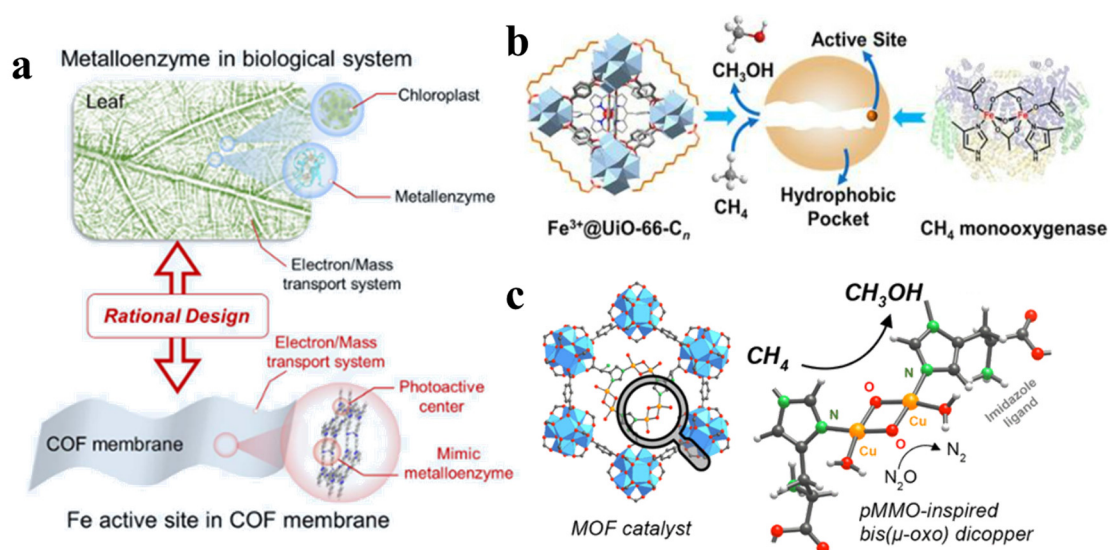 a
Metalloenzyme in biological system
Leaf
Chloroplast
Metallenzyme
Electron/Mass
transport system
Rational Design
Electron/Mass
transport system
Photoactive
center
COF membrane
Mimic
metalloenzyme
Fe active site in COF membrane
b
CH₃OH
Active Site
CH₄
Hydrophobic
Pocket
Fe³⁺@UiO-66-Cₙ
Fe Fe
N
H
N
H
CH₄ monooxygenase
c
CH₃OH
CH₄
N
O
Cu
N
Cu
O
Imidazole
ligand
N₂O
N₂
MOF catalyst
pMMO-inspired
bis(μ-oxo) dicopper